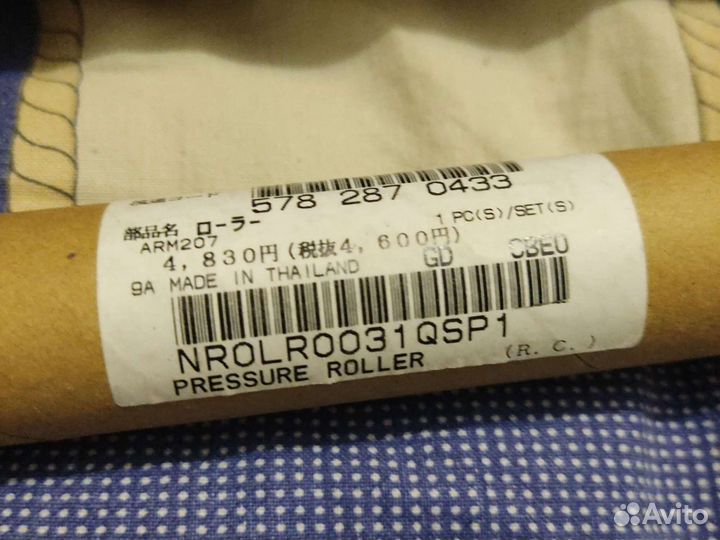 578 287 0433
部品名 ローラー
ARM207 1 PC(S)/SET(S)
4,830円(税抜4,600円)
9A MADE IN THAILAND GD CBE0
NROLR0031QSP1
PRESSURE ROLLER (R.C.)
Avito